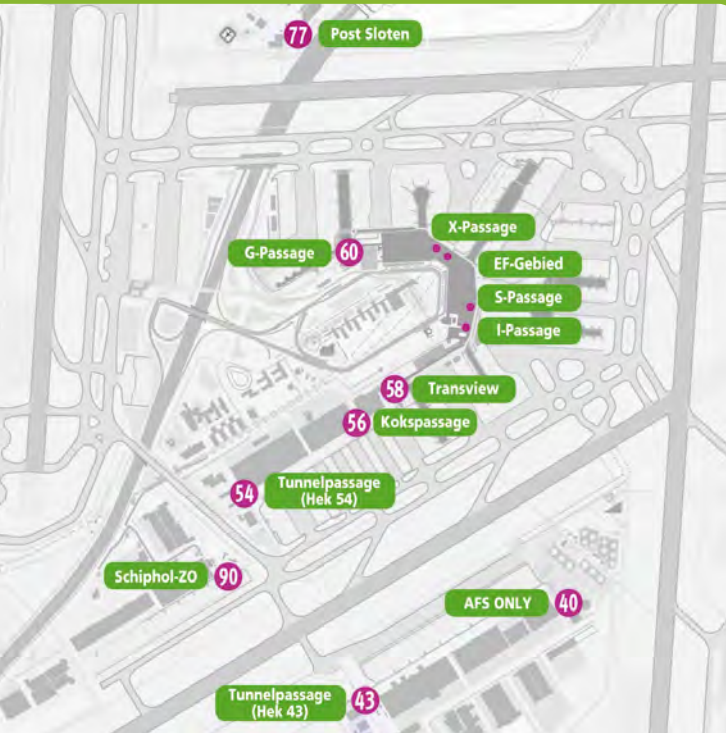 77 Post Sloten
X-Passage
G-Passage 60
EF-Gebied
S-Passage
I-Passage
58 Transview
56 Kokspassage
54 Tunnelpassage
(Hek 54)
Schiphol-ZO 90
AFS ONLY 40
Tunnelpassage 43
(Hek 43)